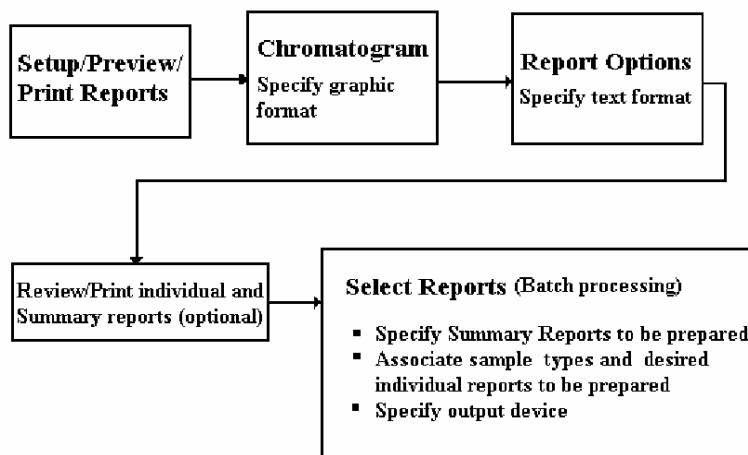 Setup/Preview/
Print Reports
Chromatogram
Specify graphic
format
Report Options
Specify text format
Review/Print individual and
Summary reports (optional)
Select Reports (Batch processing)
▪ Specify Summary Reports to be prepared
▪ Associate sample types and desired
individual reports to be prepared
▪ Specify output device